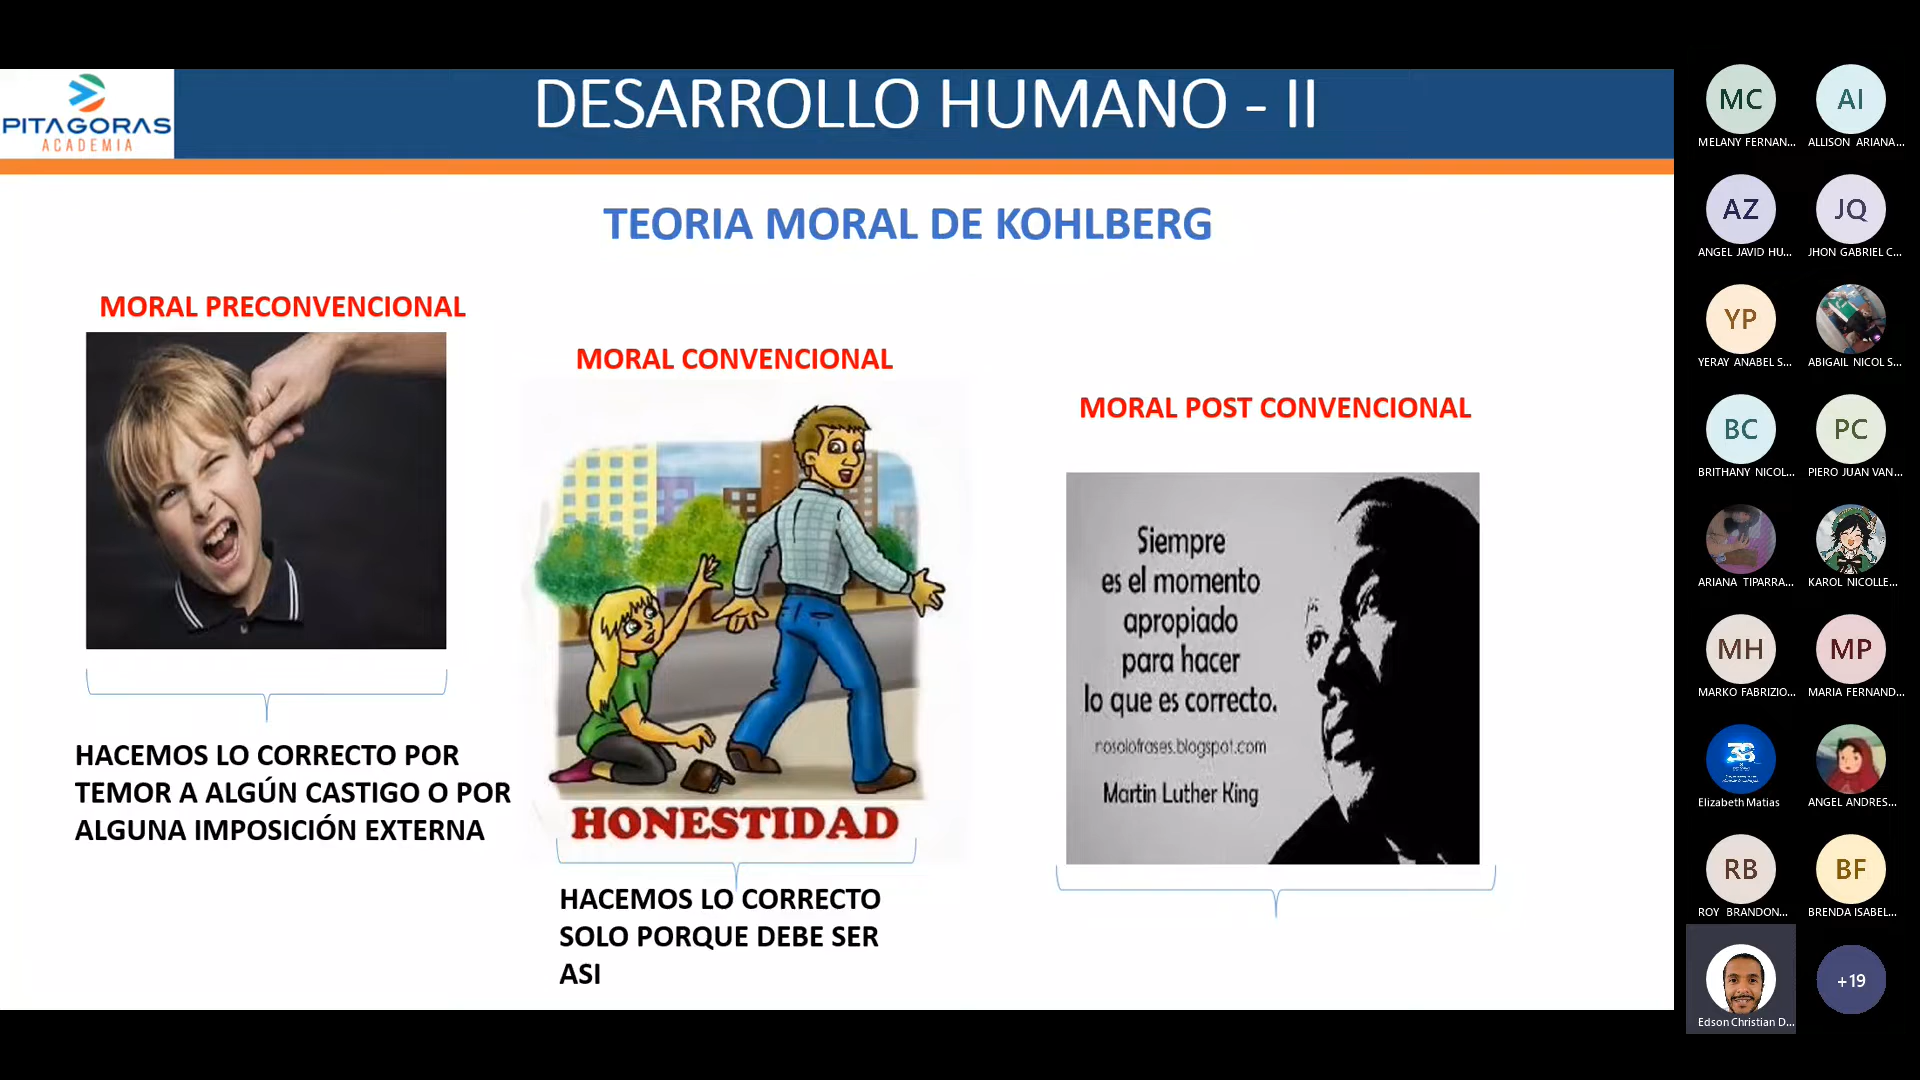 PITAGORAS
ACADEMIA
DESARROLLO HUMANO - II
TEORIA MORAL DE KOHLBERG
MORAL PRECONVENCIONAL
HACEMOS LO CORRECTO POR
TEMOR A ALGÚN CASTIGO O POR
ALGUNA IMPOSICIÓN EXTERNA
MORAL CONVENCIONAL
HONESTIDAD
HACEMOS LO CORRECTO
SOLO PORQUE DEBE SER
ASI
MORAL POST CONVENCIONAL
Siempre
es el momento
apropiado
para hacer
lo que es correcto.
nosolofrases.blogspot.com
Martin Luther King
MC
MELANY FERNAN...
AI
ALLISON ARIANA...
AZ
ANGEL JAVID HU...
JQ
JHON GABRIEL C...
YP
YERAY ANABEL S...
ABIGAIL NICOL S...
BC
BRITHANY NICOL...
PC
PIERO JUAN VAN...
ARIANA TIPARRA...
KAROL NICOLLE...
MH
MARKO FABRIZIO...
MP
MARIA FERNAND...
Elizabeth Matias
ANGEL ANDRES...
RB
ROY BRANDON...
BF
BRENDA ISABEL...
Edson Christian D...
+19